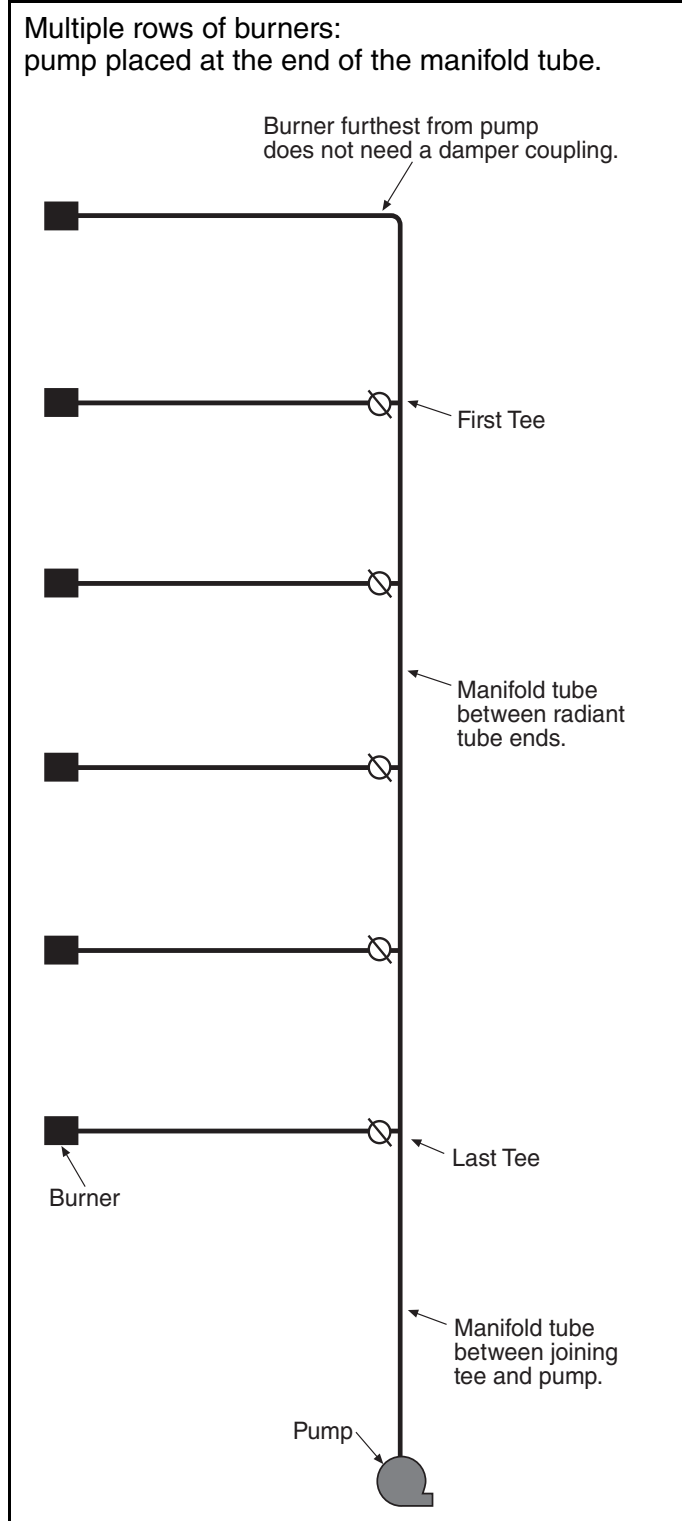 Multiple rows of burners:
pump placed at the end of the manifold tube.
Burner furthest from pump
does not need a damper coupling.
First Tee
Manifold tube
between radiant
tube ends.
Last Tee
Burner
Manifold tube
between joining
tee and pump.
Pump